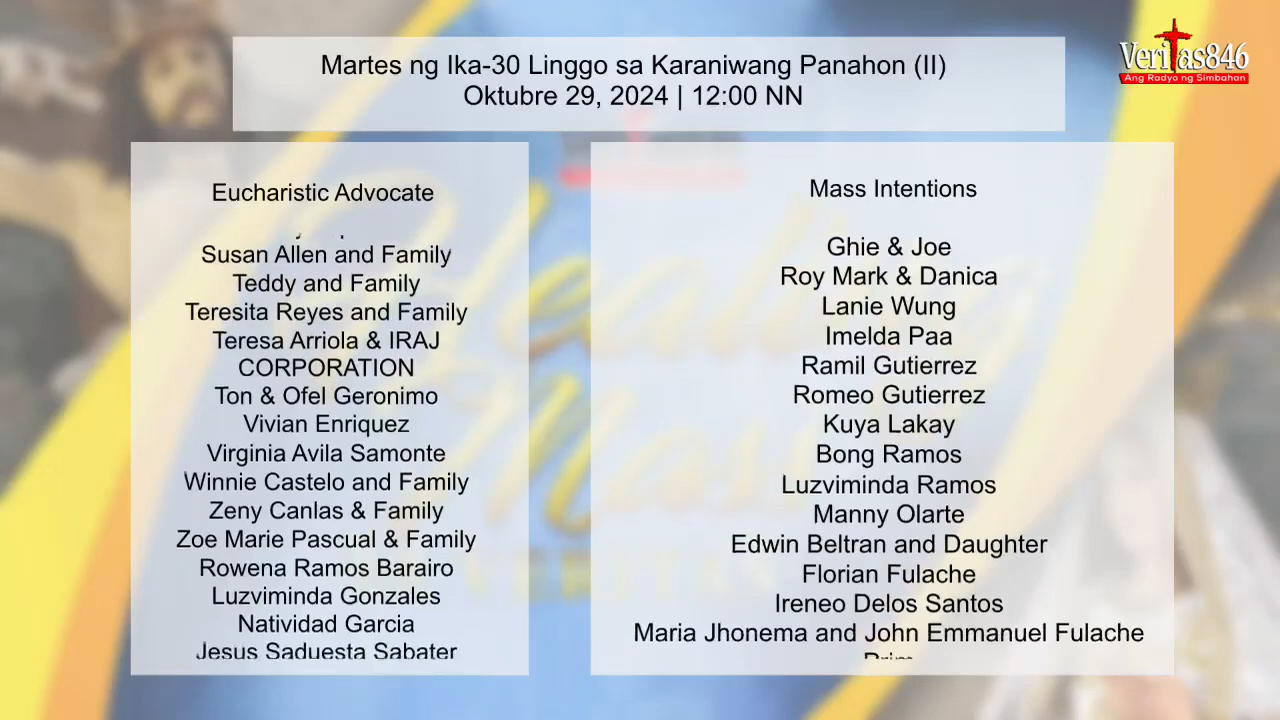 Martes ng Ika-30 Linggo sa Karaniwang Panahon (II)
Oktubre 29, 2024 | 12:00 NN
Veritas846
Ang Radyo ng Simbahan
Eucharistic Advocate
Susan Allen and Family
Teddy and Family
Teresita Reyes and Family
Teresa Arriola & IRAJ
CORPORATION
Ton & Ofel Geronimo
Vivian Enriquez
Virginia Avila Samonte
Winnie Castelo and Family
Zeny Canlas & Family
Zoe Marie Pascual & Family
Rowena Ramos Barairo
Luzviminda Gonzales
Natividad Garcia
Jesus Saduesta Sabater
Mass Intentions
Ghie & Joe
Roy Mark & Danica
Lanie Wung
Imelda Paa
Ramil Gutierrez
Romeo Gutierrez
Kuya Lakay
Bong Ramos
Luzviminda Ramos
Manny Olarte
Edwin Beltran and Daughter
Florian Fulache
Ireneo Delos Santos
Maria Jhonema and John Emmanuel Fulache
Healing
Mass